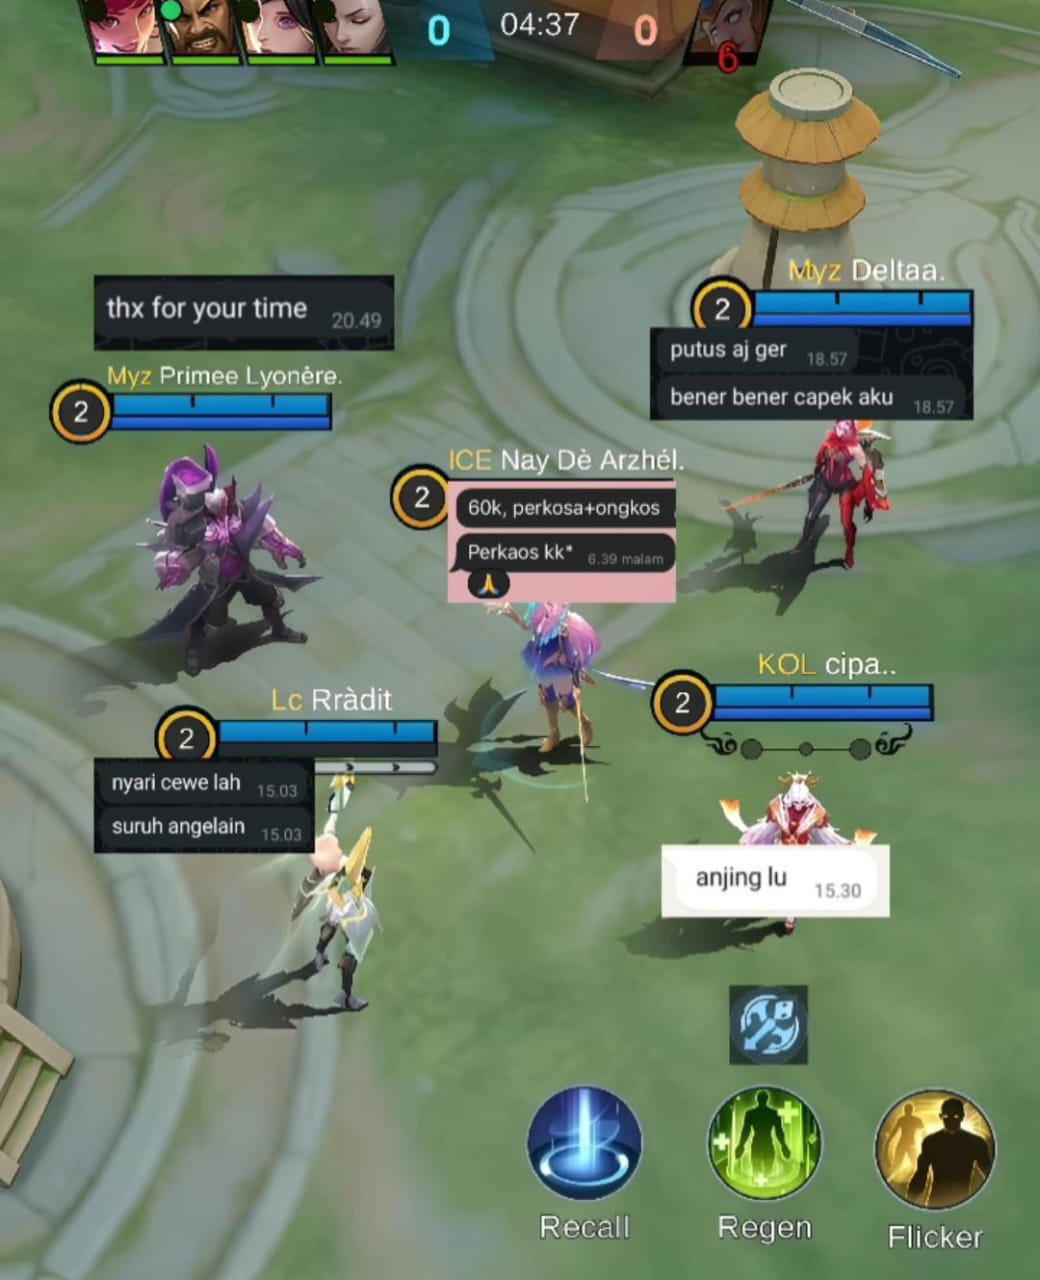 0 04:37 0
6
Myz Deltaa.
2
putus aj ger 18.57
bener bener capek aku 18.57
thx for your time 20.49
Myz Primee Lyonère.
2
ICE Nay Dè Arzhél.
2
60k, perkosa+ongkos
Perkaos kk* 6.39 malam
KOL cipa..
2
Lc Rràdit
2
nyari cewe lah 15.03
suruh angelain 15.03
anjing lu 15.30
Recall Regen Flicker